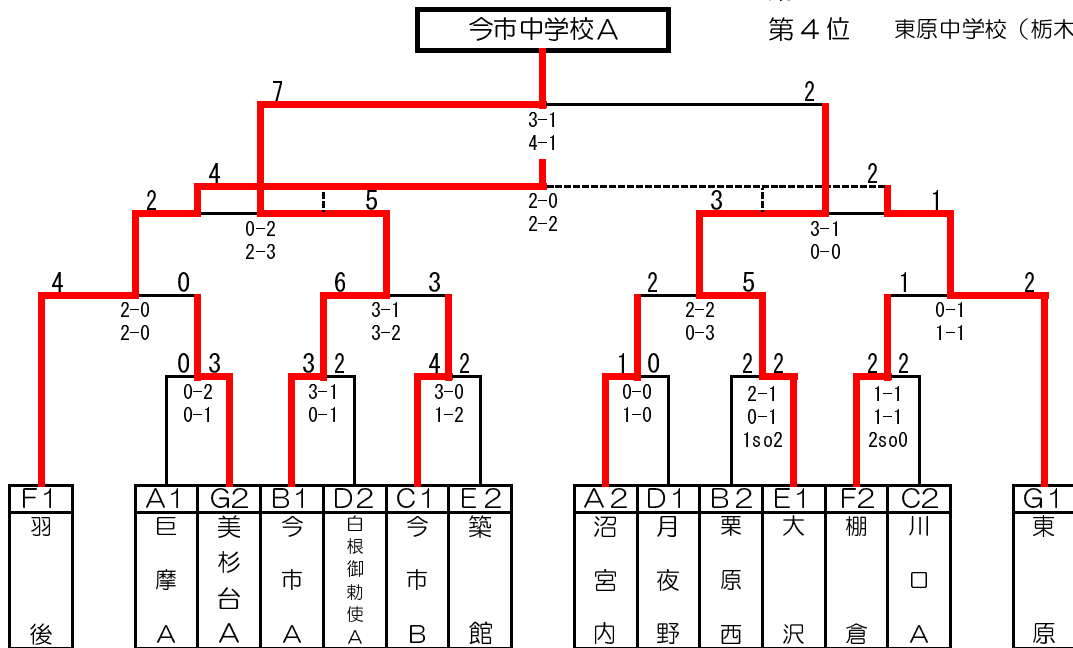 今市中学校A
第4位 東原中学校（栃木
7 2
3-1
4-1
4 2
2 5 3 1
2-0
2-2
0-2
2-3
3-1
0-0
4 0 6 3 2 5 1 2
2-0
2-0
3-1
3-2
2-2
0-3
0-1
1-1
0 3 3 2 4 2 1 0 2 2 2 2
0-2
0-1
3-1
0-1
3-0
1-2
0-0
1-0
2-1
0-1
1so2
1-1
1-1
2so0
F1 A1 G2 B1 D2 C1 E2 A2 D1 B2 E1 F2 C2 G1
羽後
巨摩A
美杉台A
今市A
白根御勅使A
今市B
築館
沼宮内
月夜野
栗原西
大沢
棚倉
川口A
東原